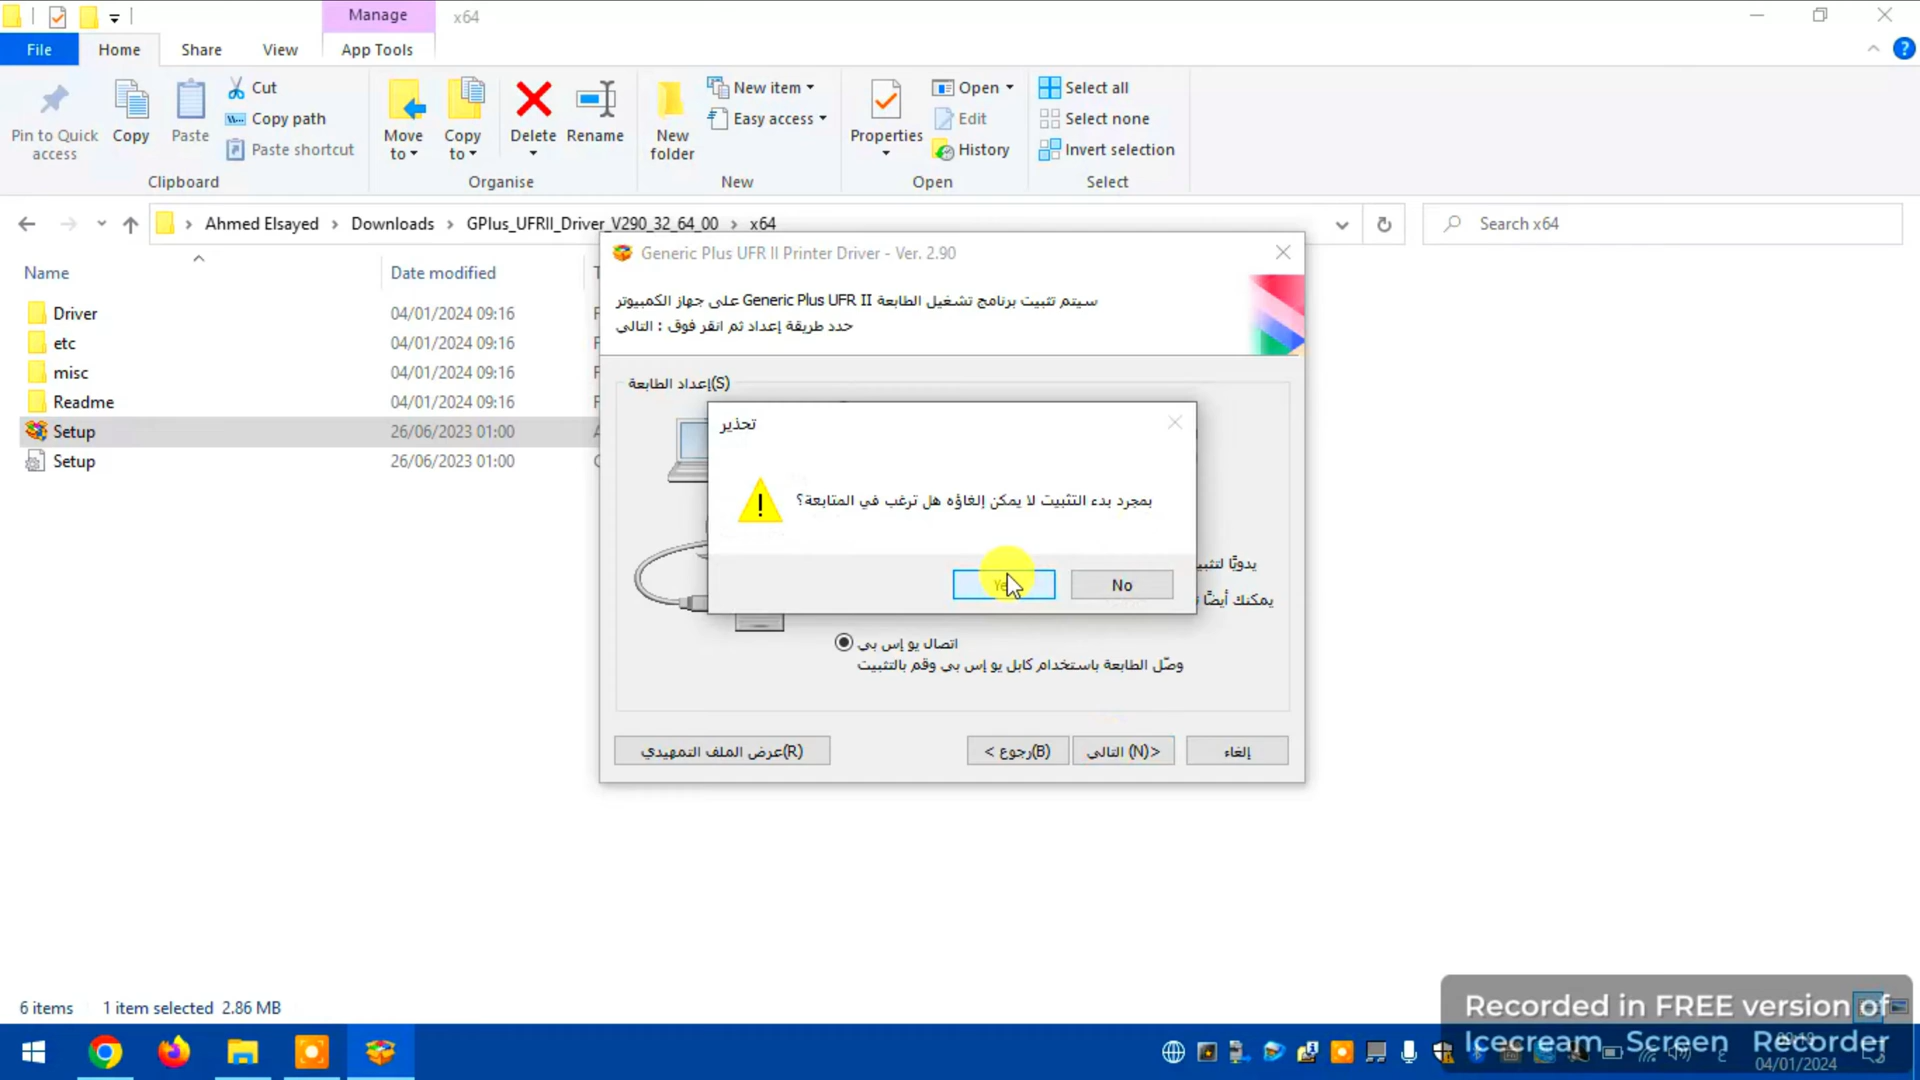 Manage
x64
File
Home
Share
View
App Tools
Pin to Quick access
Copy
Paste
Cut
Copy path
Paste shortcut
Clipboard
Move to
Copy to
Delete
Rename
Organise
New folder
New item
Easy access
New
Properties
Open
Edit
History
Open
Select all
Select none
Invert selection
Select
Ahmed Elsayed
Downloads
GPlus_UFRII_Driver_V290_32_64_00
x64
Search x64
Name
Date modified
Driver
04/01/2024 09:16
etc
04/01/2024 09:16
misc
04/01/2024 09:16
Readme
04/01/2024 09:16
Setup
26/06/2023 01:00
Setup
26/06/2023 01:00
Generic Plus UFR II Printer Driver - Ver. 2.90
سيتم تثبيت برنامج تشغيل الطابعة Generic Plus UFR II على جهاز الكمبيوتر
حدد طريقة إعداد ثم انقر فوق : التالي
إعداد الطابعة(S)
تحذير
بمجرد بدء التثبيت لا يمكن إلغاؤه هل ترغب في المتابعة؟
No
يدويًّا لتثبي
يمكنك أيضًا
اتصال يو إس بي
وصّل الطابعة باستخدام كابل يو إس بي وقم بالتثبيت
عرض الملف التمهيدي(R)
< رجوع(B)
التالي (N)>
إلغاء
6 items
1 item selected 2.86 MB
Recorded in FREE version of
Icecream Screen Recorder
04/01/2024